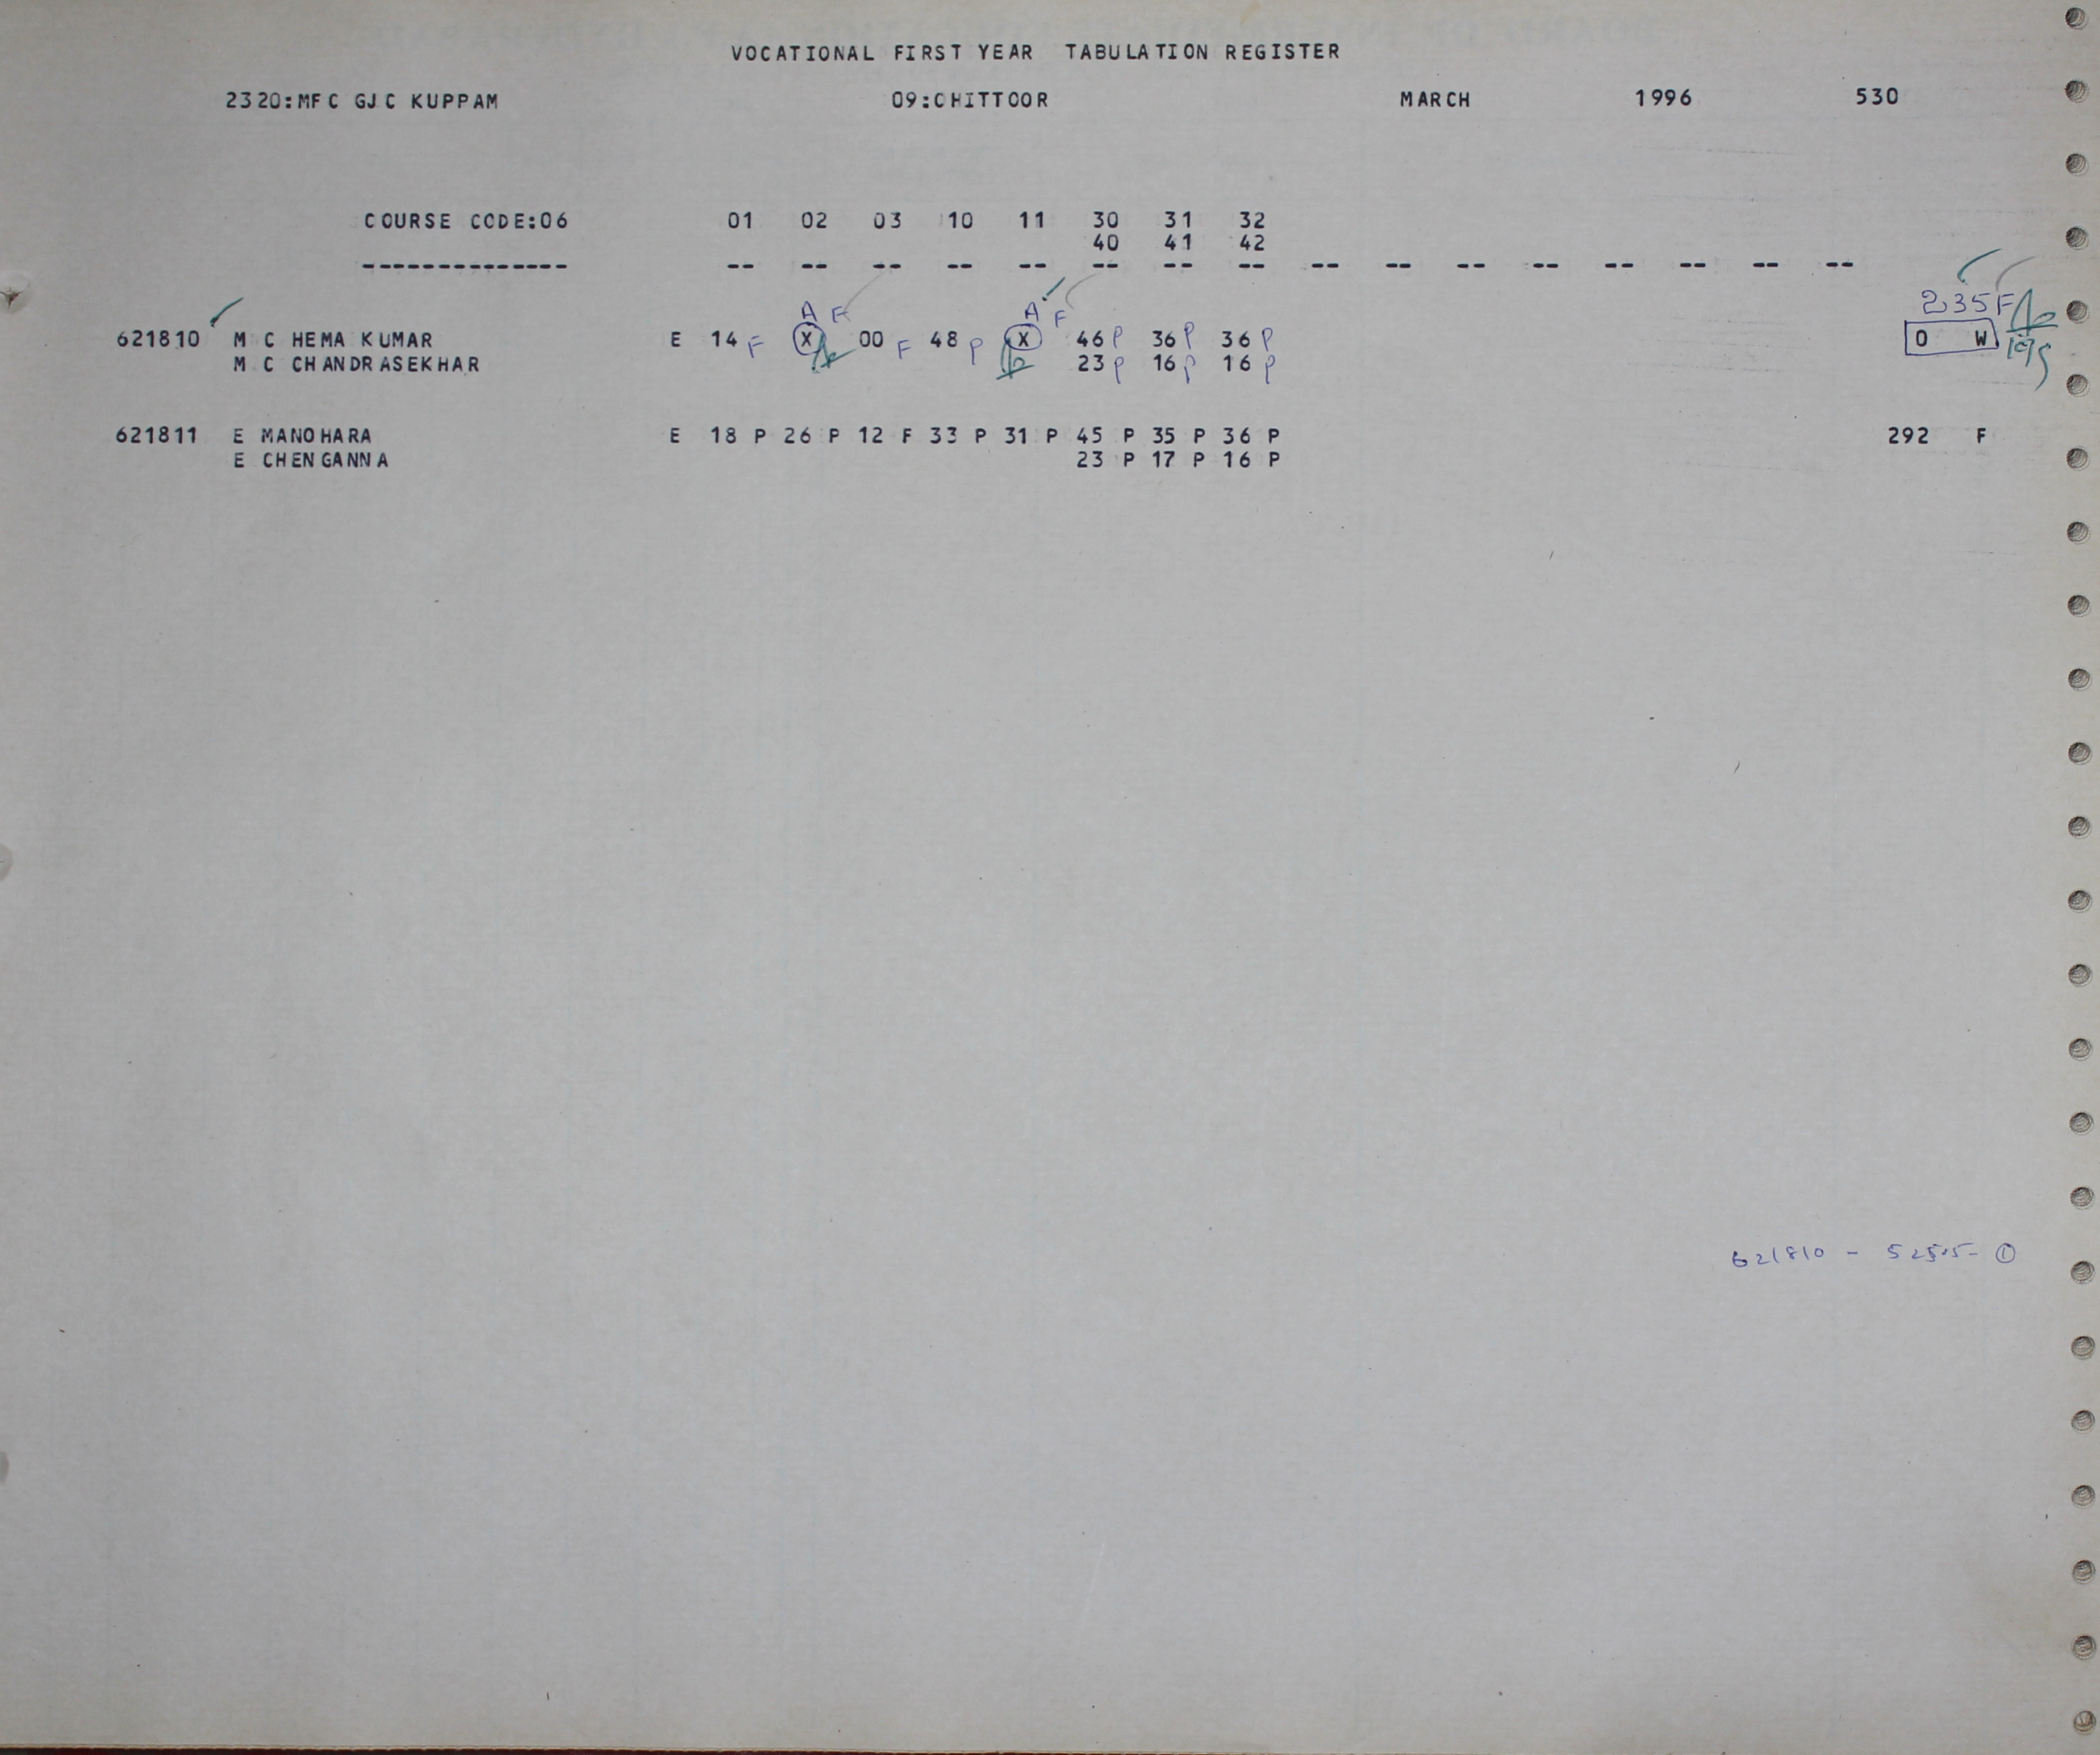 VOCATIONAL FIRST YEAR TABULATION REGISTER
2320:MFC GJC KUPPAM 09:CHITTOOR MARCH 1996 530
COURSE CODE:06 01 02 03 10 11 30 31 32
40 41 42
-------------- -- -- -- -- -- -- -- -- -- -- -- -- -- -- -- --
A F A F 235 F
621810 M C HEMA KUMAR E 14 F X 00 F 48 P X 46 P 36 P 36 P 0 W
M C CHANDRASEKHAR 23 P 16 P 16 P
621811 E MANOHARA E 18 P 26 P 12 F 33 P 31 P 45 P 35 P 36 P 292 F
E CHENGANNA 23 P 17 P 16 P
621810 -